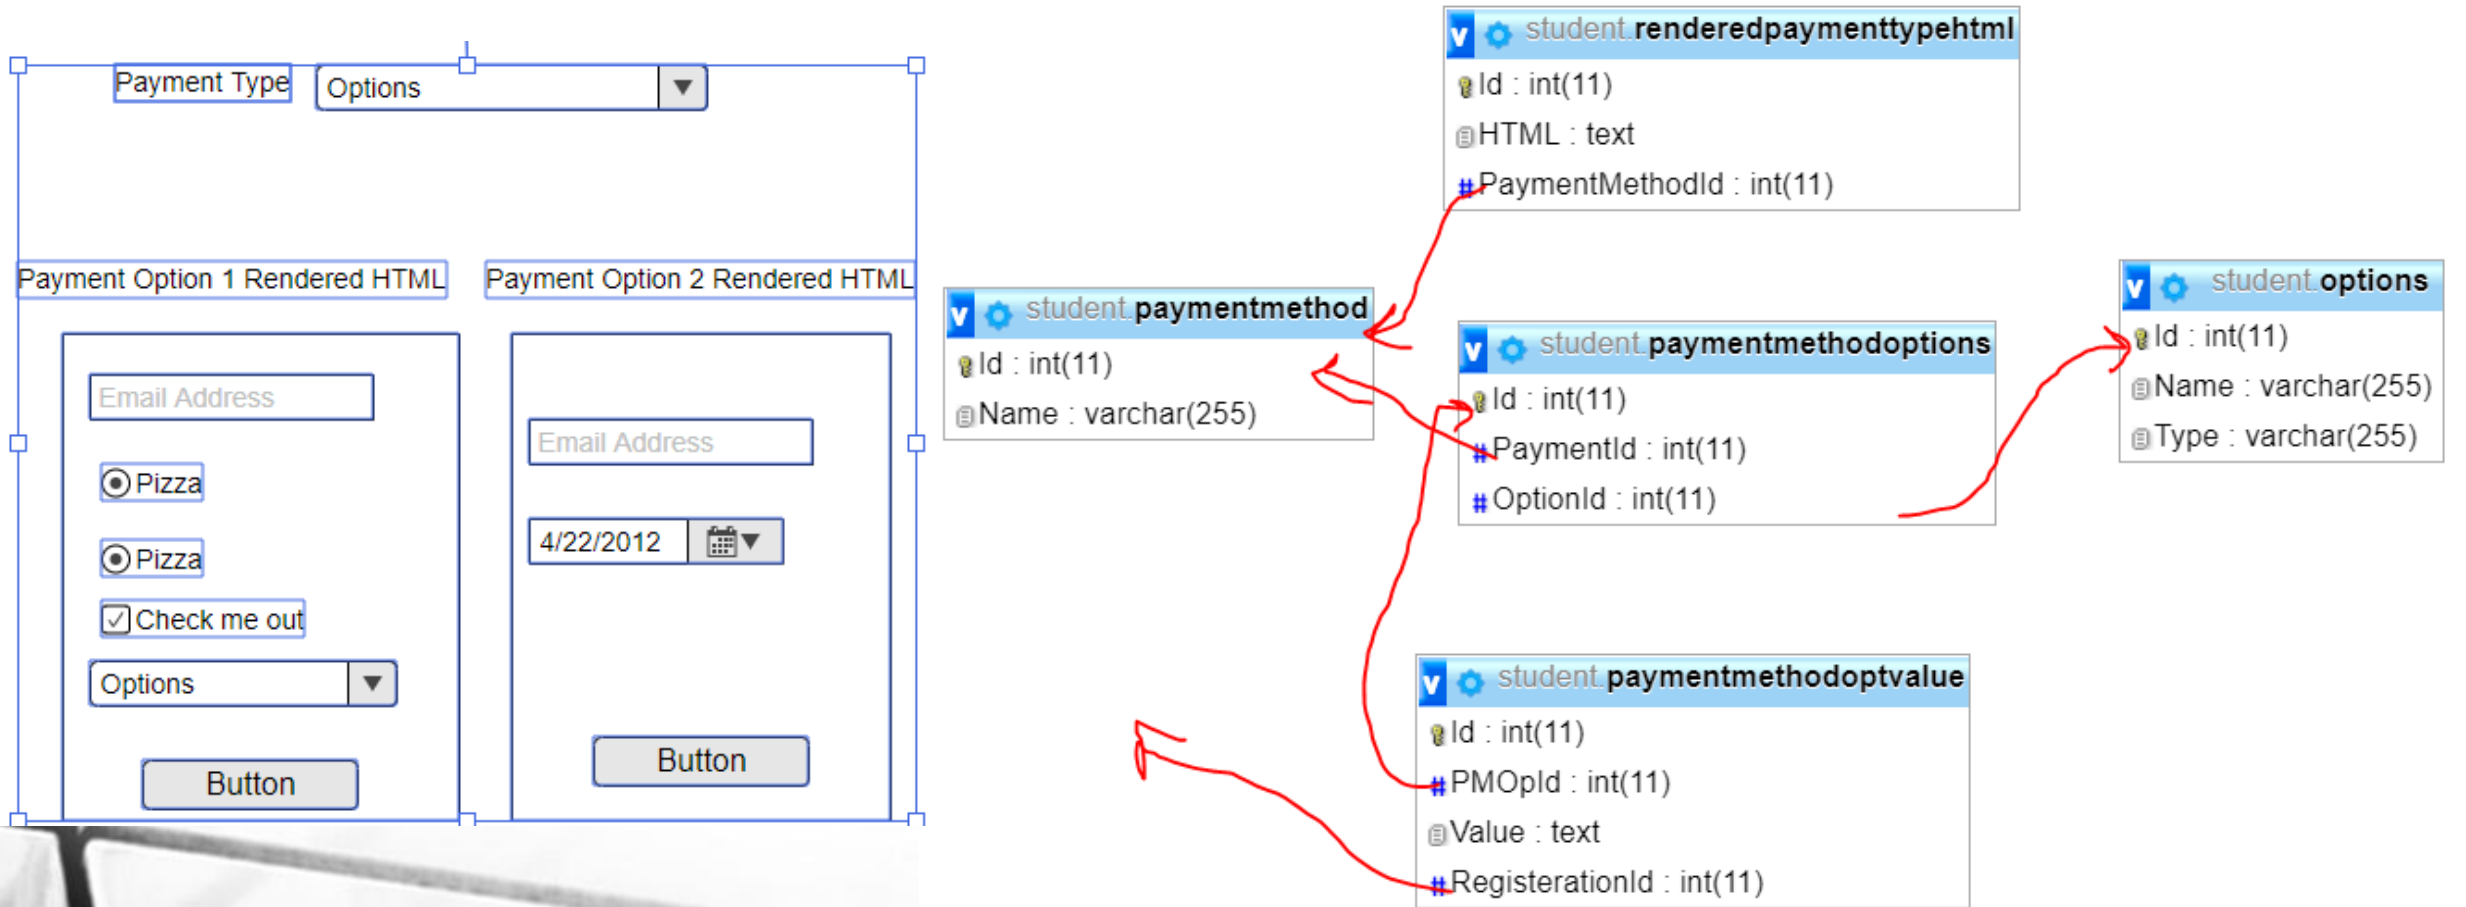 Payment Type
Options
Payment Option 1 Rendered HTML
Payment Option 2 Rendered HTML
Email Address
Pizza
Pizza
Check me out
Options
Button
Email Address
4/22/2012
Button
student.renderedpaymenttypehtml
Id : int(11)
HTML : text
PaymentMethodId : int(11)
student.paymentmethod
Id : int(11)
Name : varchar(255)
student.paymentmethodoptions
Id : int(11)
PaymentId : int(11)
OptionId : int(11)
student.options
Id : int(11)
Name : varchar(255)
Type : varchar(255)
student.paymentmethodoptvalue
Id : int(11)
PMOpId : int(11)
Value : text
RegisterationId : int(11)